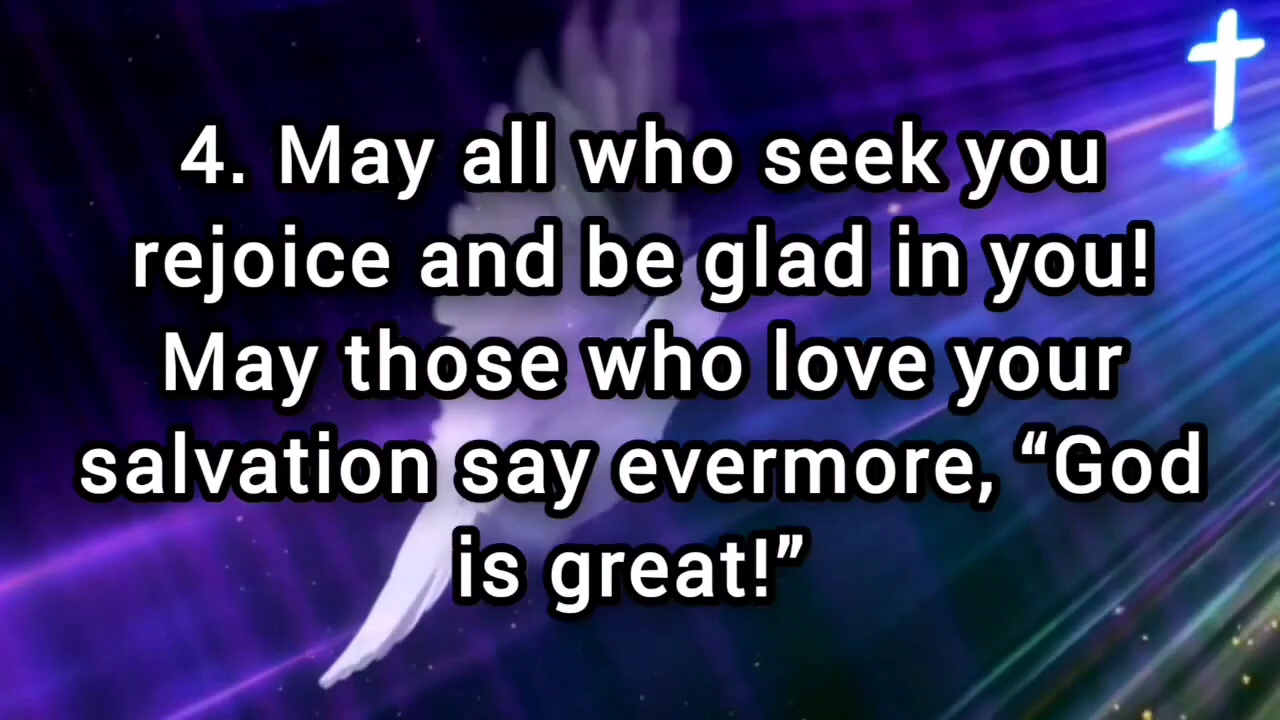 4. May all who seek you
rejoice and be glad in you!
May those who love your
salvation say evermore, “God
is great!”